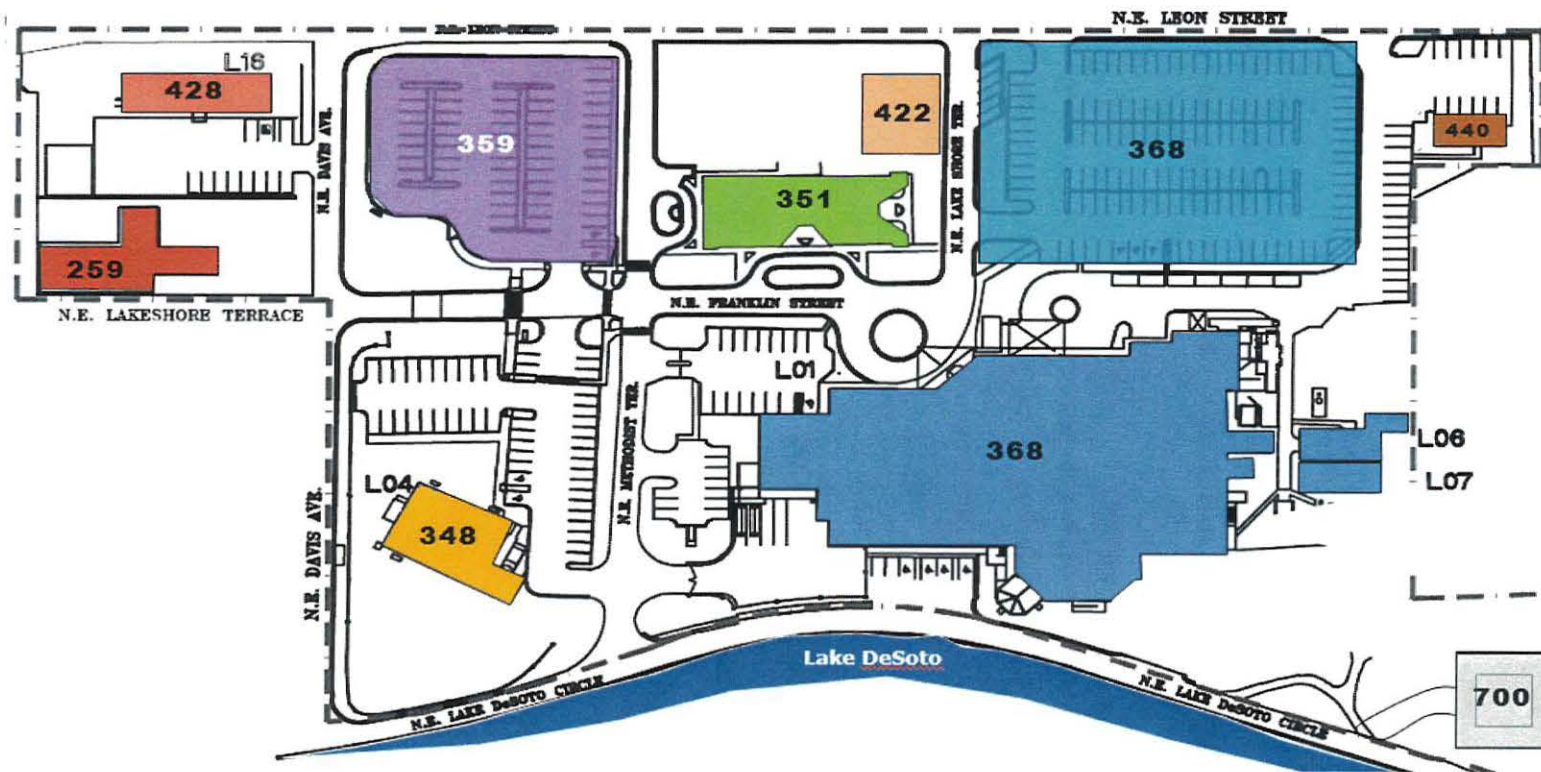 N.E. LEON STREET
N.E. LEON STREET
L16
428
N.E. DAVIS AVE.
359
422
N.E. LAKE SHORE TER.
368
440
351
259
N.E. LAKESHORE TERRACE
N.E. FRANKLIN STREET
L01
N.E. METHODIST TER.
368
L06
L07
L04
348
N.E. DAVIS AVE.
Lake DeSoto
N.E. LAKE DeSOTO CIRCLE
N.E. LAKE DeSOTO CIRCLE
700